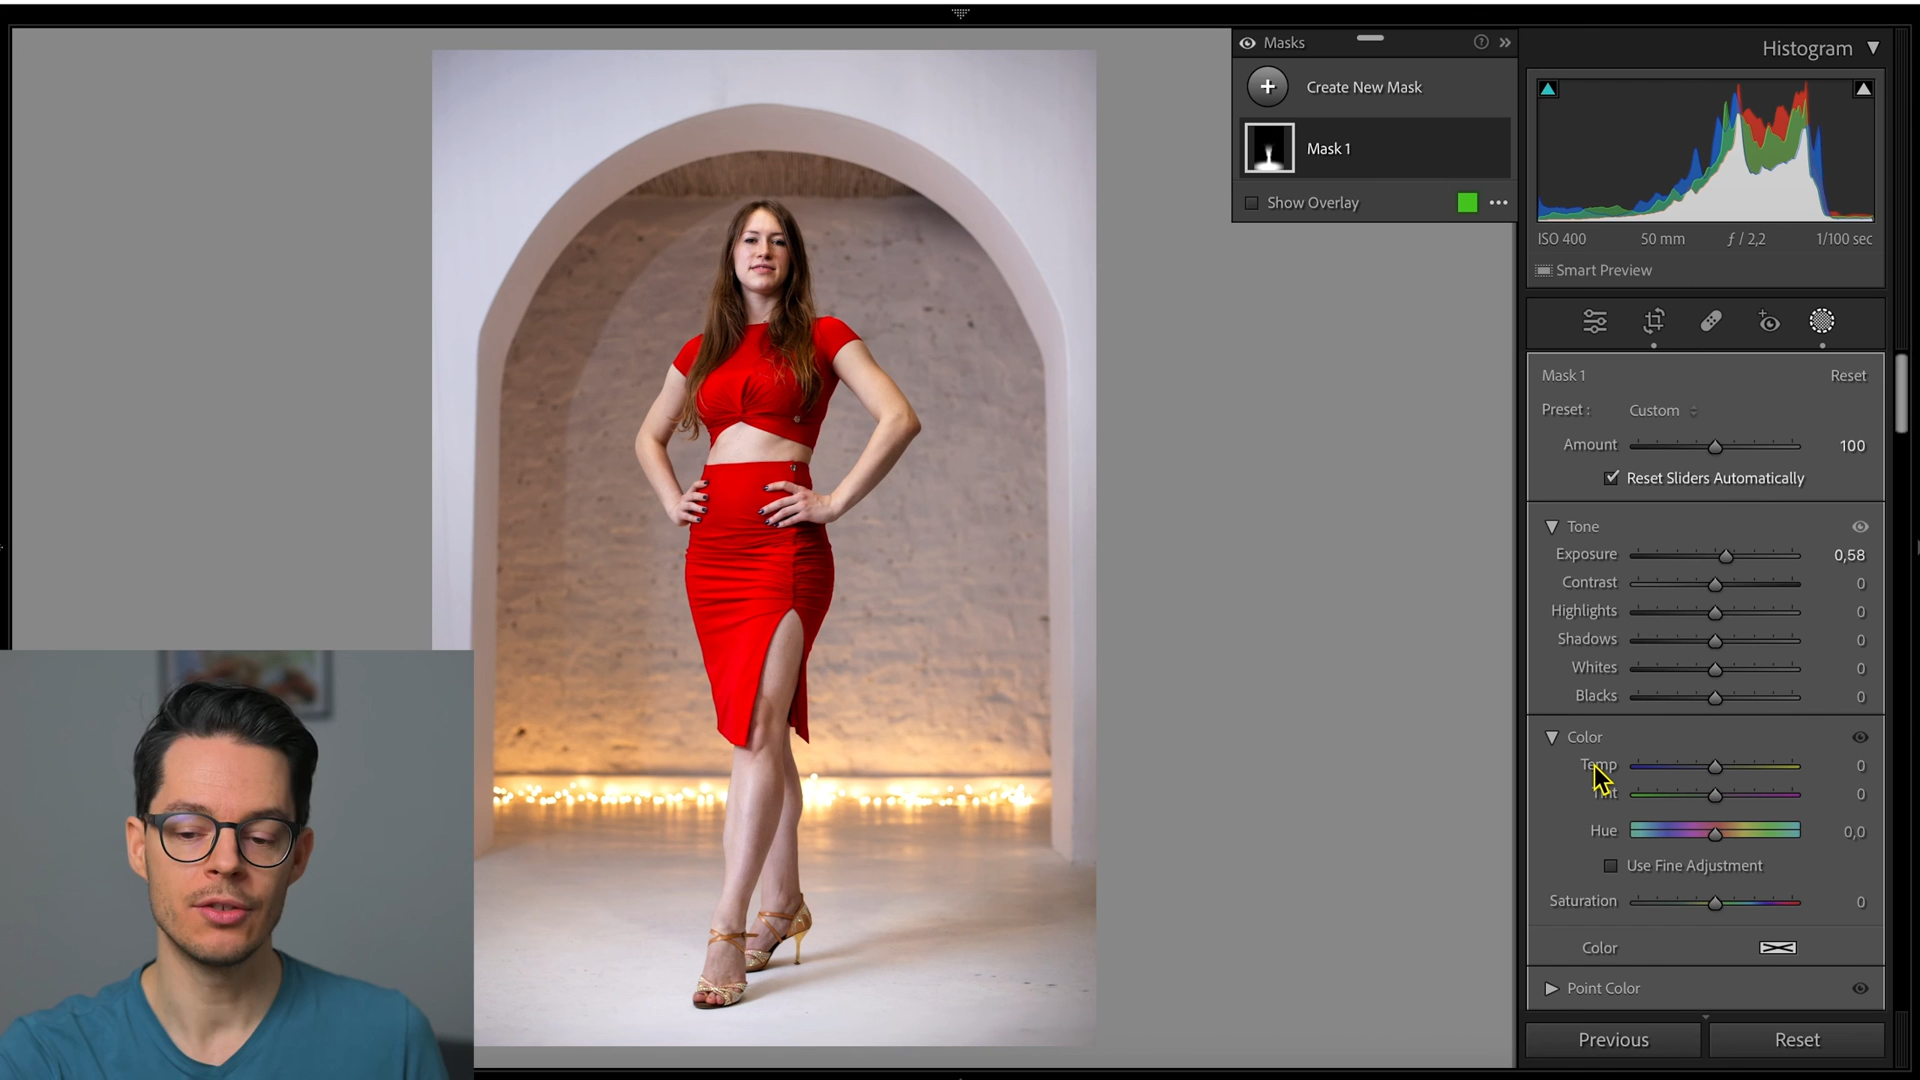 Masks
Create New Mask
Mask 1
Show Overlay
Histogram
ISO 400 50 mm ƒ / 2,2 1/100 sec
Smart Preview
Mask 1 Reset
Preset : Custom
Amount 100
Reset Sliders Automatically
Tone
Exposure 0,58
Contrast 0
Highlights 0
Shadows 0
Whites 0
Blacks 0
Color
Temp 0
Tint 0
Hue 0,0
Use Fine Adjustment
Saturation 0
Color
Point Color
Previous Reset